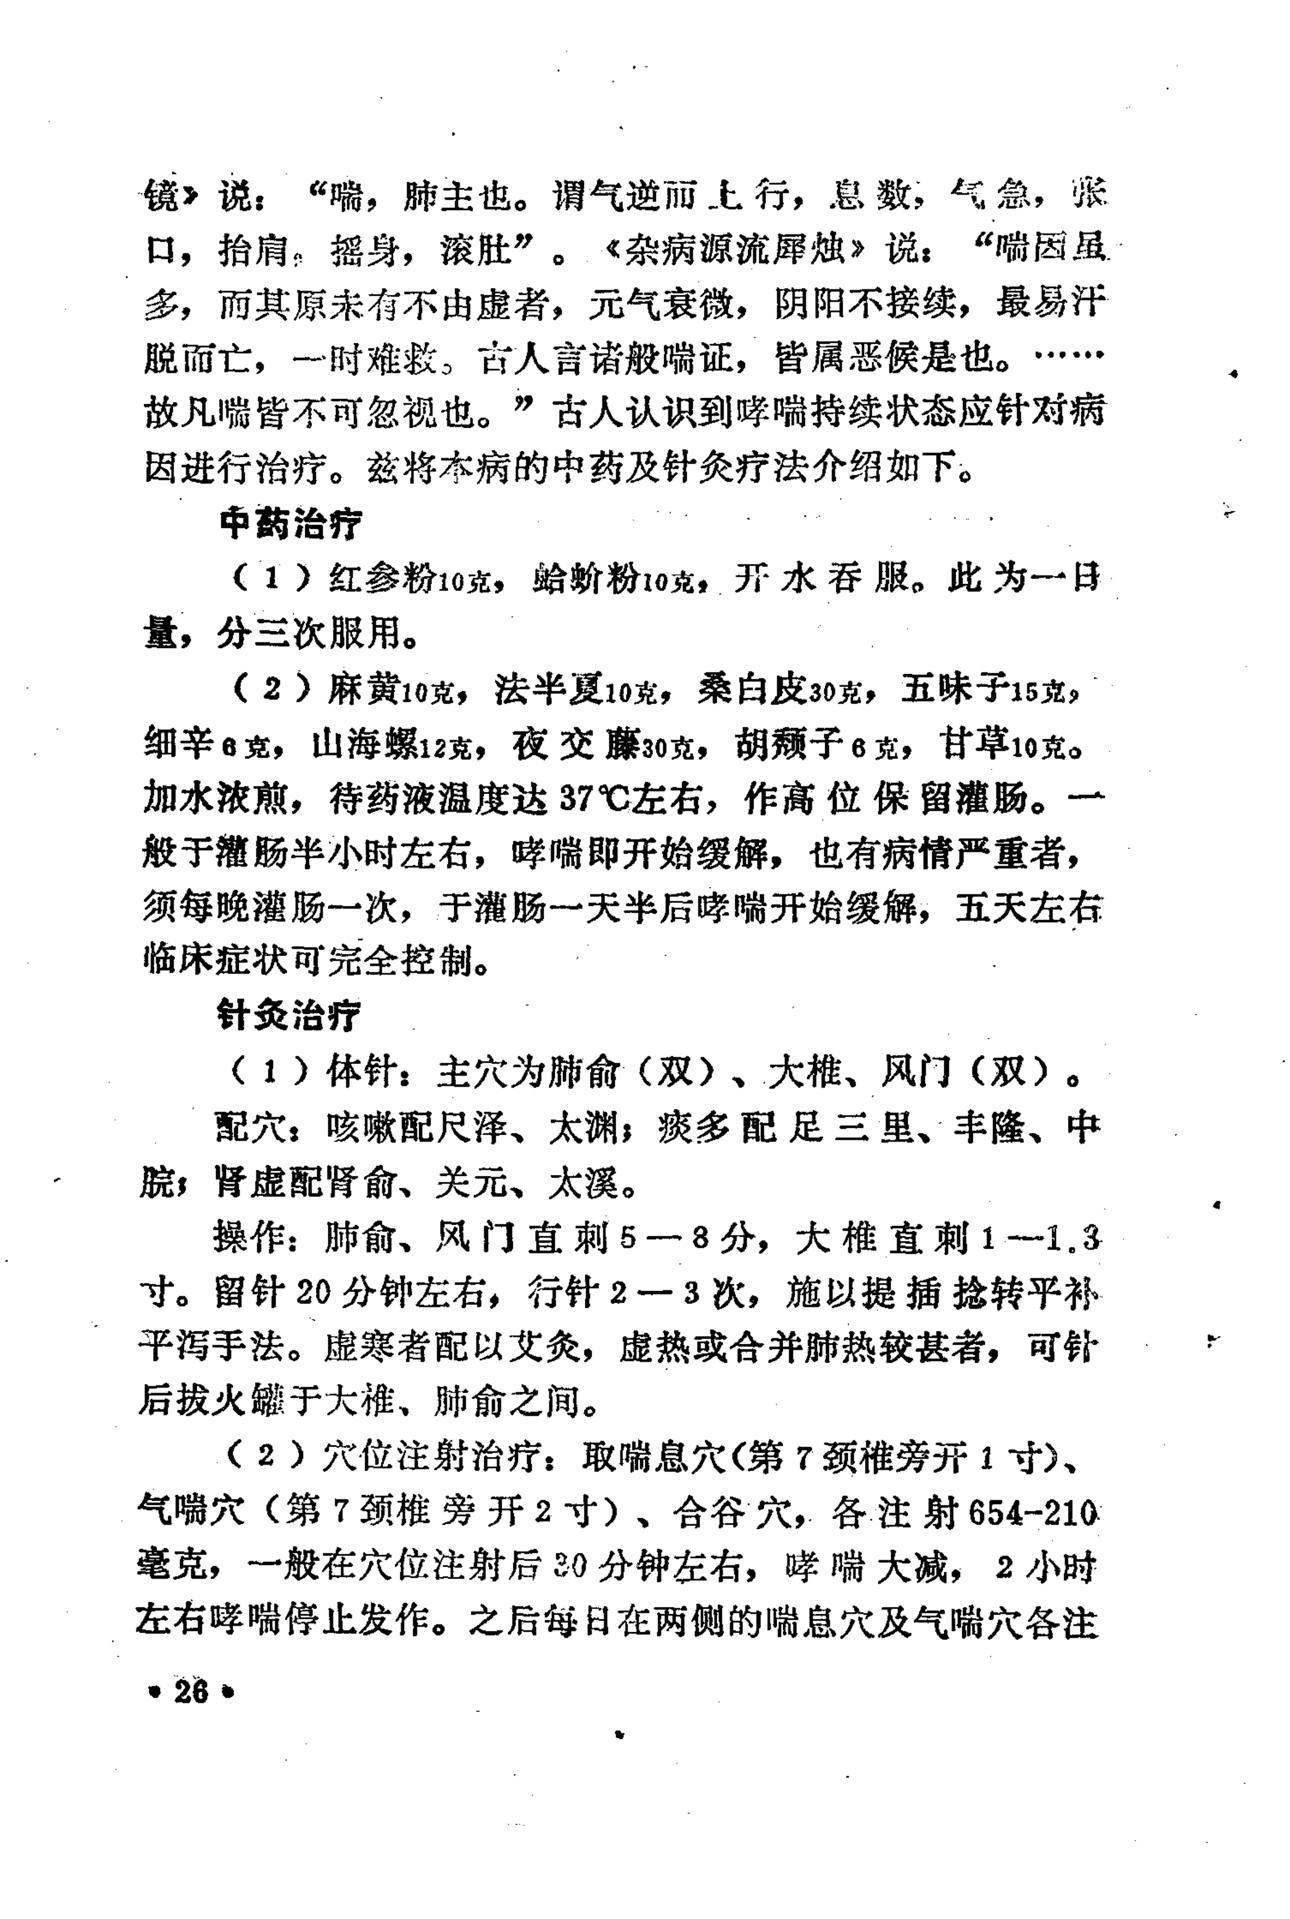 镜》说：“喘，肺主也。谓气逆而上行，息数，气急，张
口，抬肩。摇身，滚肚”。《杂病源流犀烛》说：“喘因虽
多，而其原未有不由虚者，元气衰微，阴阳不接续，最易汗
脱而亡，一时难救。古人言诸般喘证，皆属恶候是也。……
故凡喘皆不可忽视也。”古人认识到哮喘持续状态应针对病
因进行治疗。兹将本病的中药及针灸疗法介绍如下。
中药治疗
（1）红参粉10克，蛤蚧粉10克，开水吞服。此为一日
量，分三次服用。
（2）麻黄10克，法半夏10克，桑白皮30克，五味子15克，
细辛6克，山海螺12克，夜交藤30克，胡颓子6克，甘草10克。
加水浓煎，待药液温度达37℃左右，作高位保留灌肠。一
般于灌肠半小时左右，哮喘即开始缓解，也有病情严重者，
须每晚灌肠一次，于灌肠一天半后哮喘开始缓解，五天左右
临床症状可完全控制。
针灸治疗
（1）体针：主穴为肺俞（双）、大椎、风门（双）。
配穴：咳嗽配尺泽、太渊；痰多配足三里、丰隆、中
脘；肾虚配肾俞、关元、太溪。
操作：肺俞、风门直刺5—8分，大椎直刺1—1.3
寸。留针20分钟左右，行针2—3次，施以提插捻转平补
平泻手法。虚寒者配以艾灸，虚热或合并肺热较甚者，可针
后拔火罐于大椎、肺俞之间。
（2）穴位注射治疗：取喘息穴（第7颈椎旁开1寸）、
气喘穴（第7颈椎旁开2寸）、合谷穴，各注射654-210
毫克，一般在穴位注射后30分钟左右，哮喘大减，2小时
左右哮喘停止发作。之后每日在两侧的喘息穴及气喘穴各注
•26•